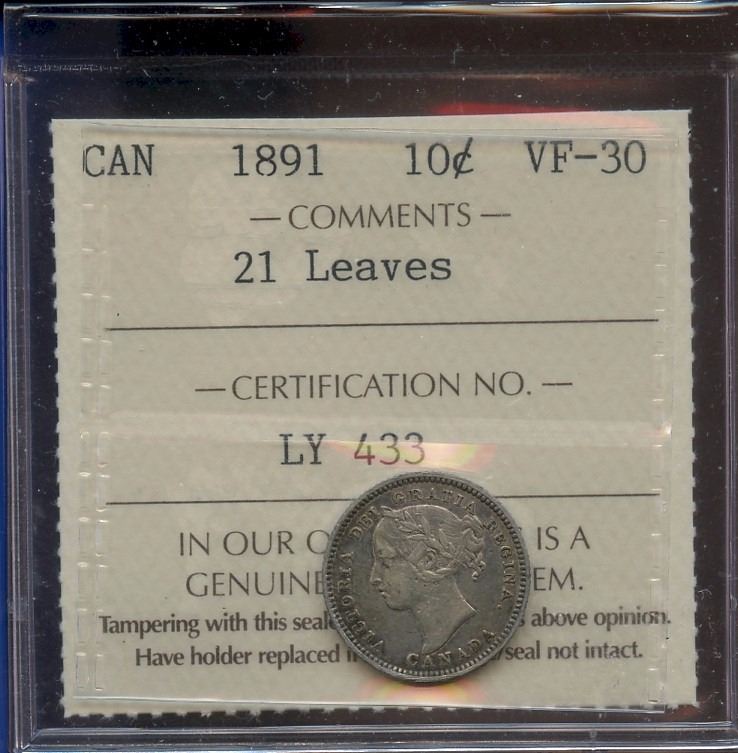 CAN 1891 10¢ VF-30
— COMMENTS —
21 Leaves
— CERTIFICATION NO. —
LY 433
IN OUR IS A
GENUINE EM.
Tampering with this seal above opinion.
Have holder replaced /seal not intact.
VICTORIA DEI GRATIA REGINA.
CANADA